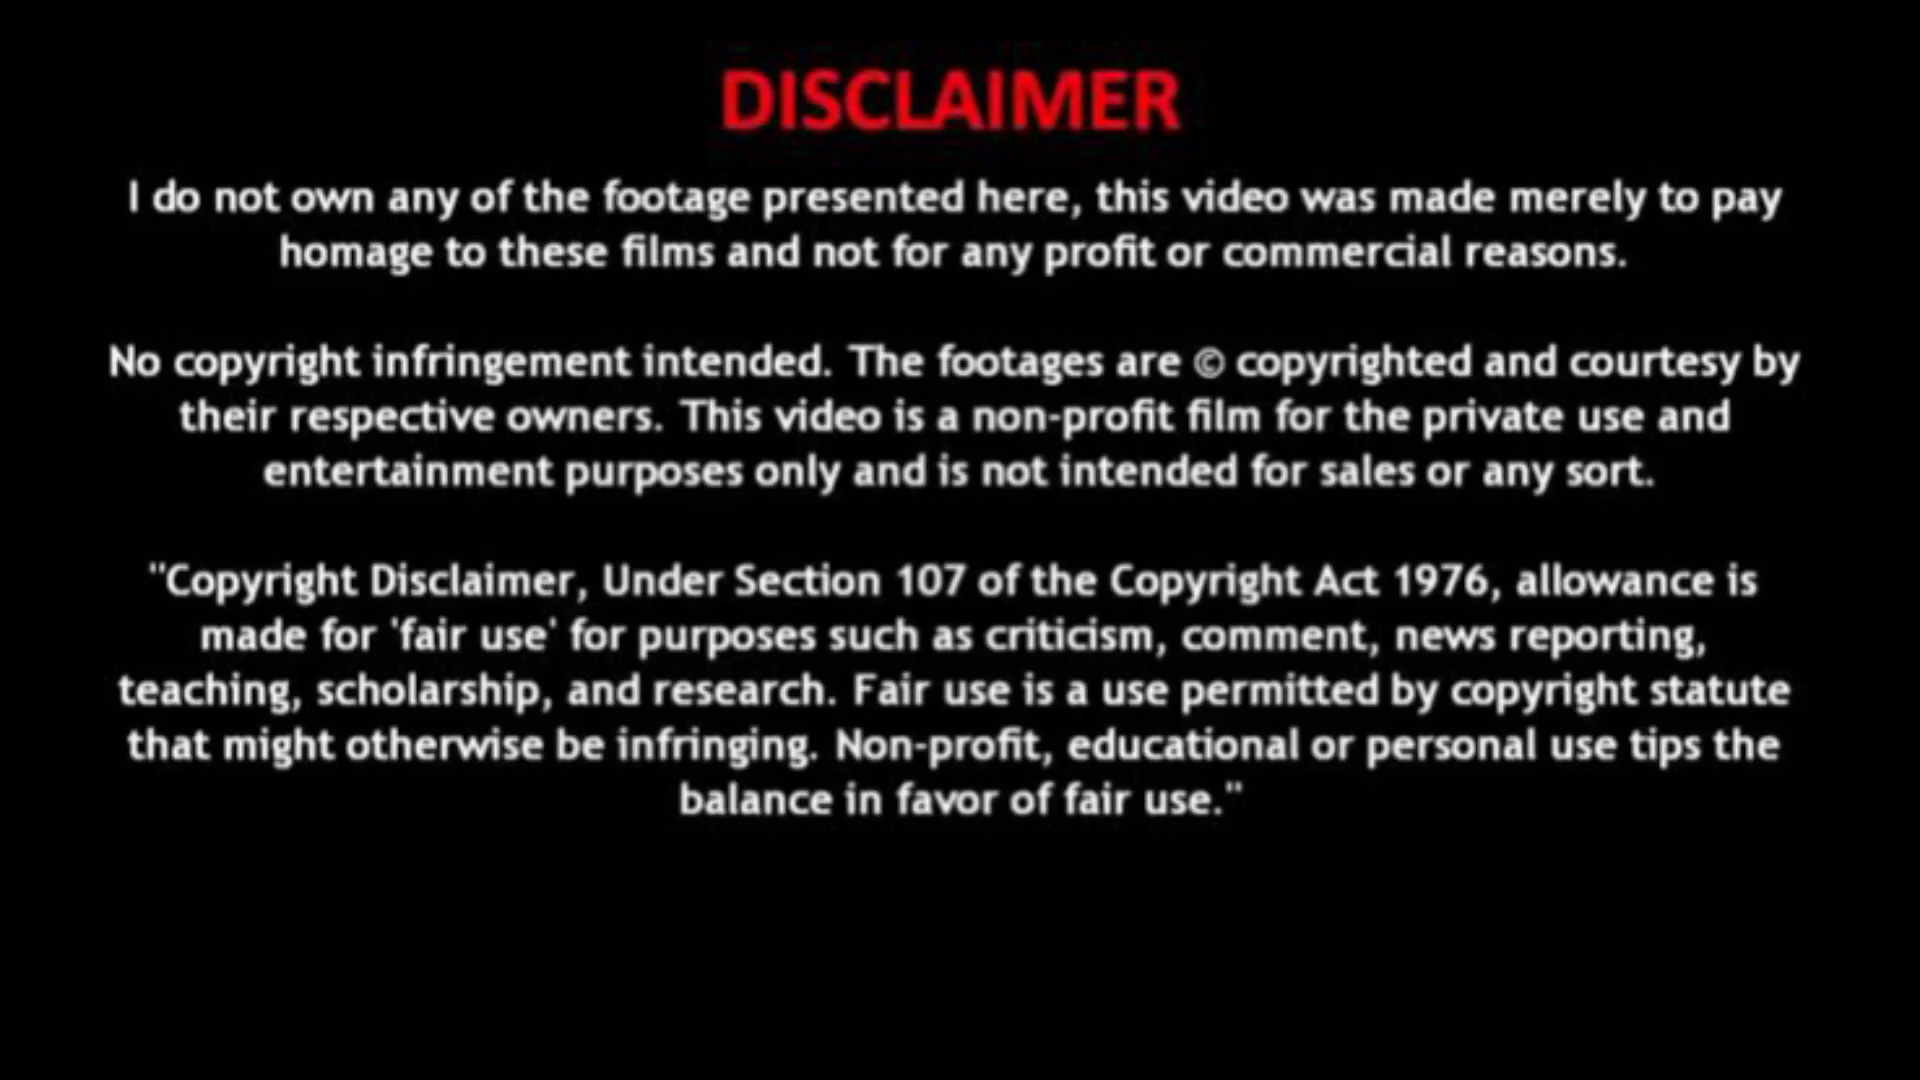 DISCLAIMER
I do not own any of the footage presented here, this video was made merely to pay
homage to these films and not for any profit or commercial reasons.
No copyright infringement intended. The footages are © copyrighted and courtesy by
their respective owners. This video is a non-profit film for the private use and
entertainment purposes only and is not intended for sales or any sort.
"Copyright Disclaimer, Under Section 107 of the Copyright Act 1976, allowance is
made for 'fair use' for purposes such as criticism, comment, news reporting,
teaching, scholarship, and research. Fair use is a use permitted by copyright statute
that might otherwise be infringing. Non-profit, educational or personal use tips the
balance in favor of fair use."